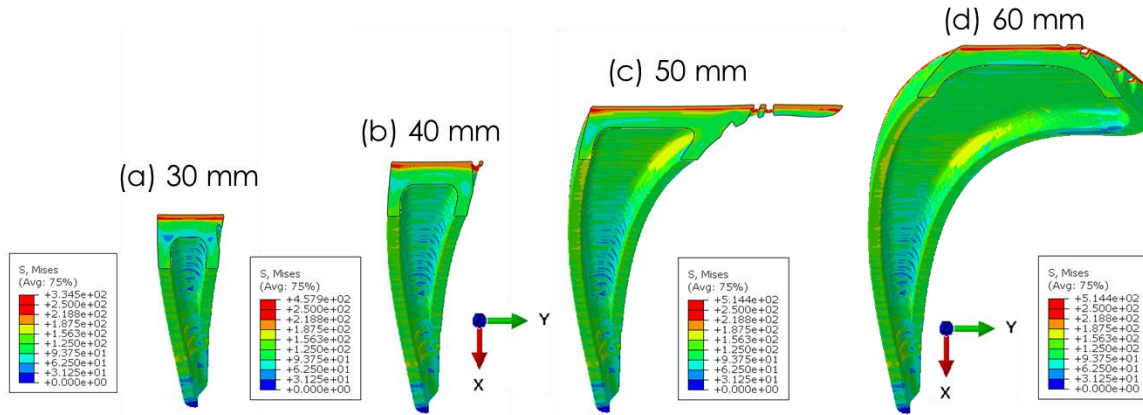 (d) 60 mm
(c) 50 mm
(b) 40 mm
(a) 30 mm
S, Mises
(Avg: 75%)
+3.345e+02
+2.500e+02
+2.188e+02
+1.875e+02
+1.563e+02
+1.250e+02
+9.375e+01
+6.250e+01
+3.125e+01
+0.000e+00
S, Mises
(Avg: 75%)
+4.579e+02
+2.500e+02
+2.188e+02
+1.875e+02
+1.563e+02
+1.250e+02
+9.375e+01
+6.250e+01
+3.125e+01
+0.000e+00
Y
X
S, Mises
(Avg: 75%)
+5.144e+02
+2.500e+02
+2.188e+02
+1.875e+02
+1.563e+02
+1.250e+02
+9.375e+01
+6.250e+01
+3.125e+01
+0.000e+00
Y
X
S, Mises
(Avg: 75%)
+5.144e+02
+2.500e+02
+2.188e+02
+1.875e+02
+1.563e+02
+1.250e+02
+9.375e+01
+6.250e+01
+3.125e+01
+0.000e+00